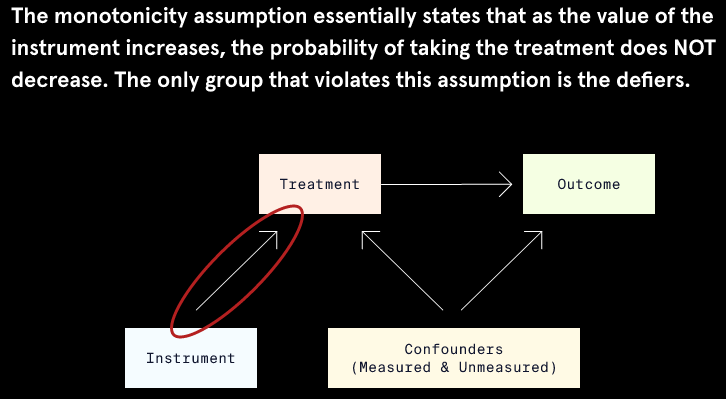 The monotonicity assumption essentially states that as the value of the
instrument increases, the probability of taking the treatment does NOT
decrease. The only group that violates this assumption is the defiers.
Treatment
Outcome
Instrument
Confounders
(Measured & Unmeasured)